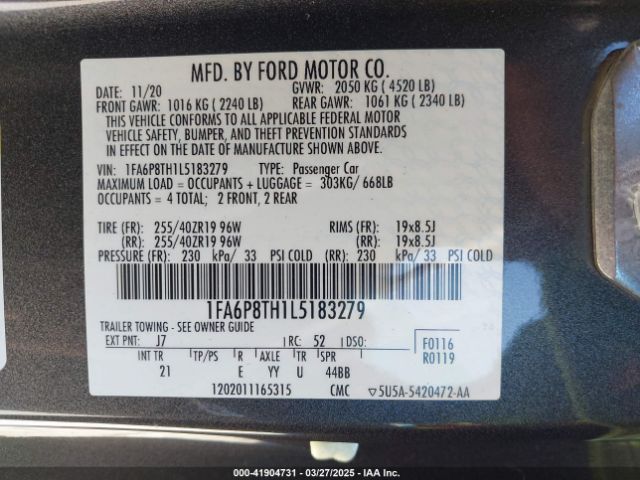 MFD. BY FORD MOTOR CO.
DATE: 11/20 GVWR: 2050 KG ( 4520 LB)
FRONT GAWR: 1016 KG ( 2240 LB) REAR GAWR: 1061 KG ( 2340 LB)
THIS VEHICLE CONFORMS TO ALL APPLICABLE FEDERAL MOTOR
VEHICLE SAFETY, BUMPER, AND THEFT PREVENTION STANDARDS
IN EFFECT ON THE DATE OF MANUFACTURE SHOWN ABOVE.
VIN: 1FA6P8TH1L5183279 TYPE: Passenger Car
MAXIMUM LOAD = OCCUPANTS + LUGGAGE = 303KG/ 668LB
OCCUPANTS = 4 TOTAL; 2 FRONT, 2 REAR
TIRE (FR): 255/40ZR19 96W RIMS (FR): 19x8.5J
(RR): 255/40ZR19 96W (RR): 19x8.5J
PRESSURE (FR): 230 kPa/ 33 PSI COLD (RR): 230 kPa/ 33 PSI COLD
1FA6P8TH1L5183279
TRAILER TOWING - SEE OWNER GUIDE
EXT PNT: J7 RC: 52 DSO: F0116
R0119
INT TR TP/PS R AXLE TR SPR
21 E YY U 44BB
1202011165315 CMC ▽5U5A-5420472-AA
000-41904731 — 03/27/2025 — IAA Inc.